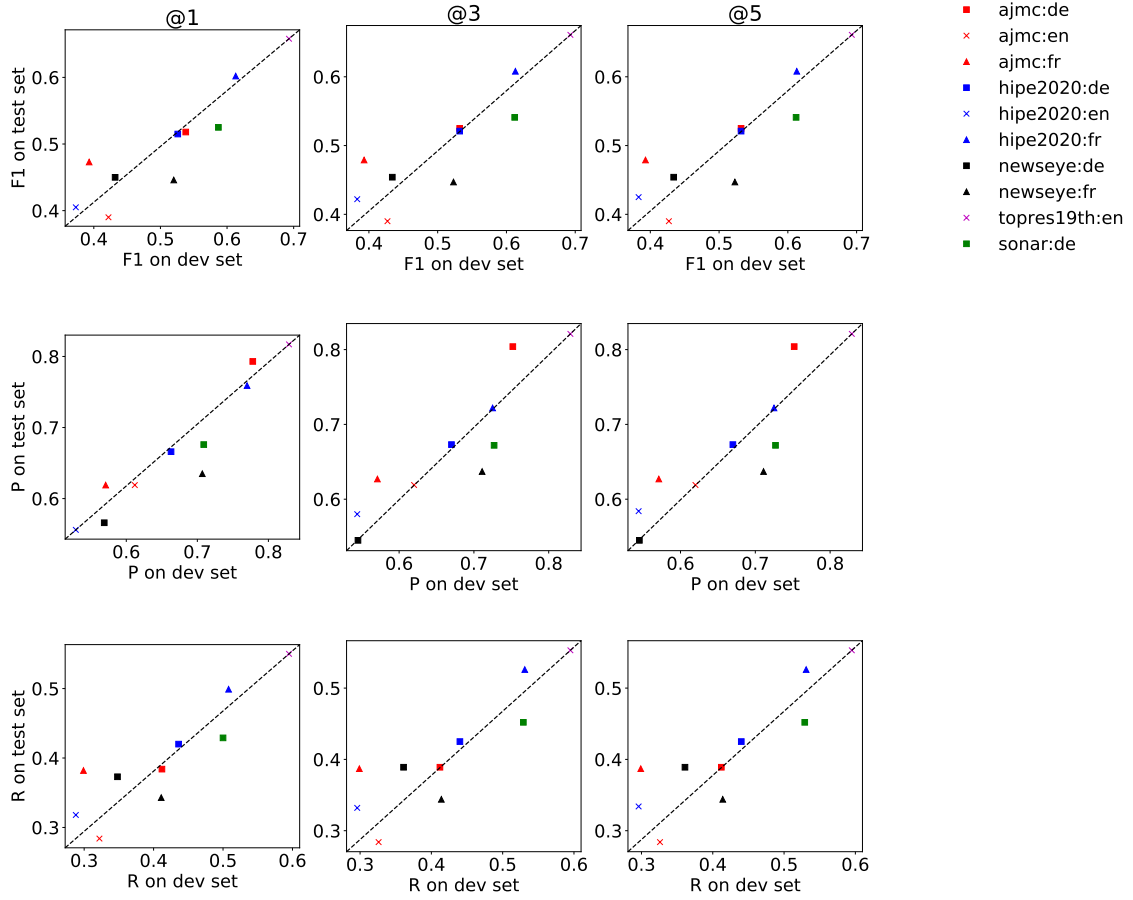 @1
@3
@5
ajmc:de
ajmc:en
ajmc:fr
hipe2020:de
hipe2020:en
hipe2020:fr
newseye:de
newseye:fr
topres19th:en
sonar:de
F1 on test set
0.6
0.5
0.4
0.4 0.5 0.6 0.7
F1 on dev set
0.6
0.5
0.4
0.4 0.5 0.6 0.7
F1 on dev set
0.6
0.5
0.4
0.4 0.5 0.6 0.7
F1 on dev set
P on test set
0.8
0.7
0.6
0.6 0.7 0.8
P on dev set
0.8
0.7
0.6
0.6 0.7 0.8
P on dev set
0.8
0.7
0.6
0.6 0.7 0.8
P on dev set
R on test set
0.5
0.4
0.3
0.3 0.4 0.5 0.6
R on dev set
0.5
0.4
0.3
0.3 0.4 0.5 0.6
R on dev set
0.5
0.4
0.3
0.3 0.4 0.5 0.6
R on dev set